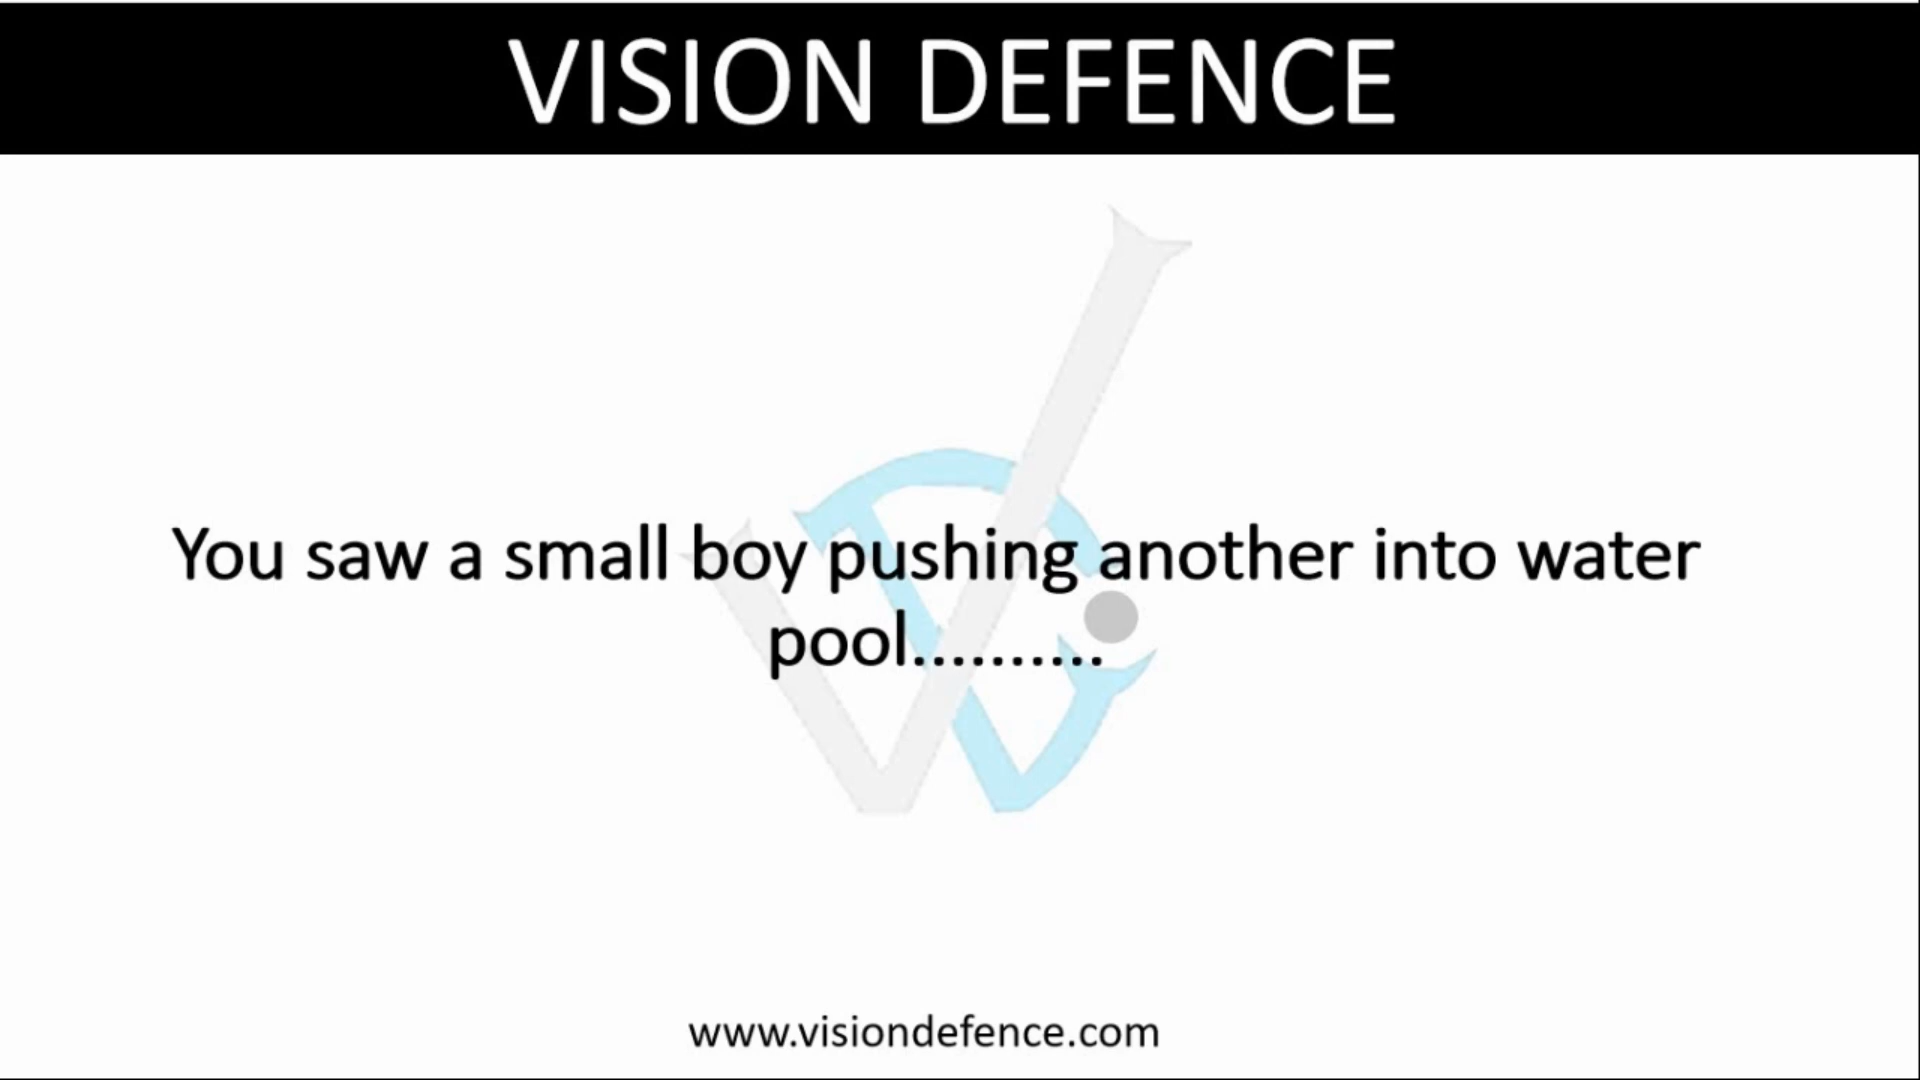 VISION DEFENCE
You saw a small boy pushing another into water
pool..........
www.visiondefence.com